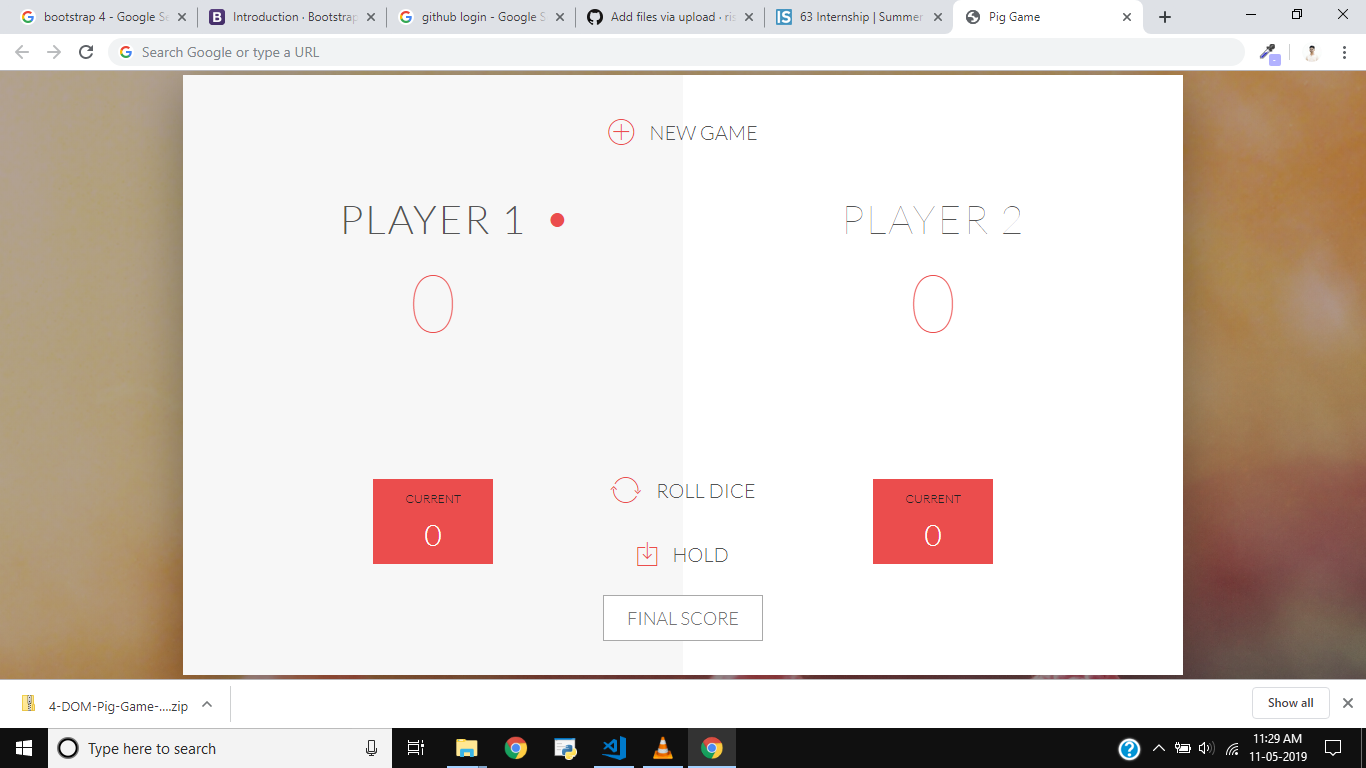 bootstrap 4 - Google Se
Introduction · Bootstrap
github login - Google S
Add files via upload · ris
IS
63 Internship | Summer
Pig Game
Search Google or type a URL
NEW GAME
PLAYER 1
PLAYER 2
0
0
ROLL DICE
CURRENT
0
CURRENT
0
HOLD
FINAL SCORE
4-DOM-Pig-Game-....zip
Show all
Type here to search
11:29 AM
11-05-2019